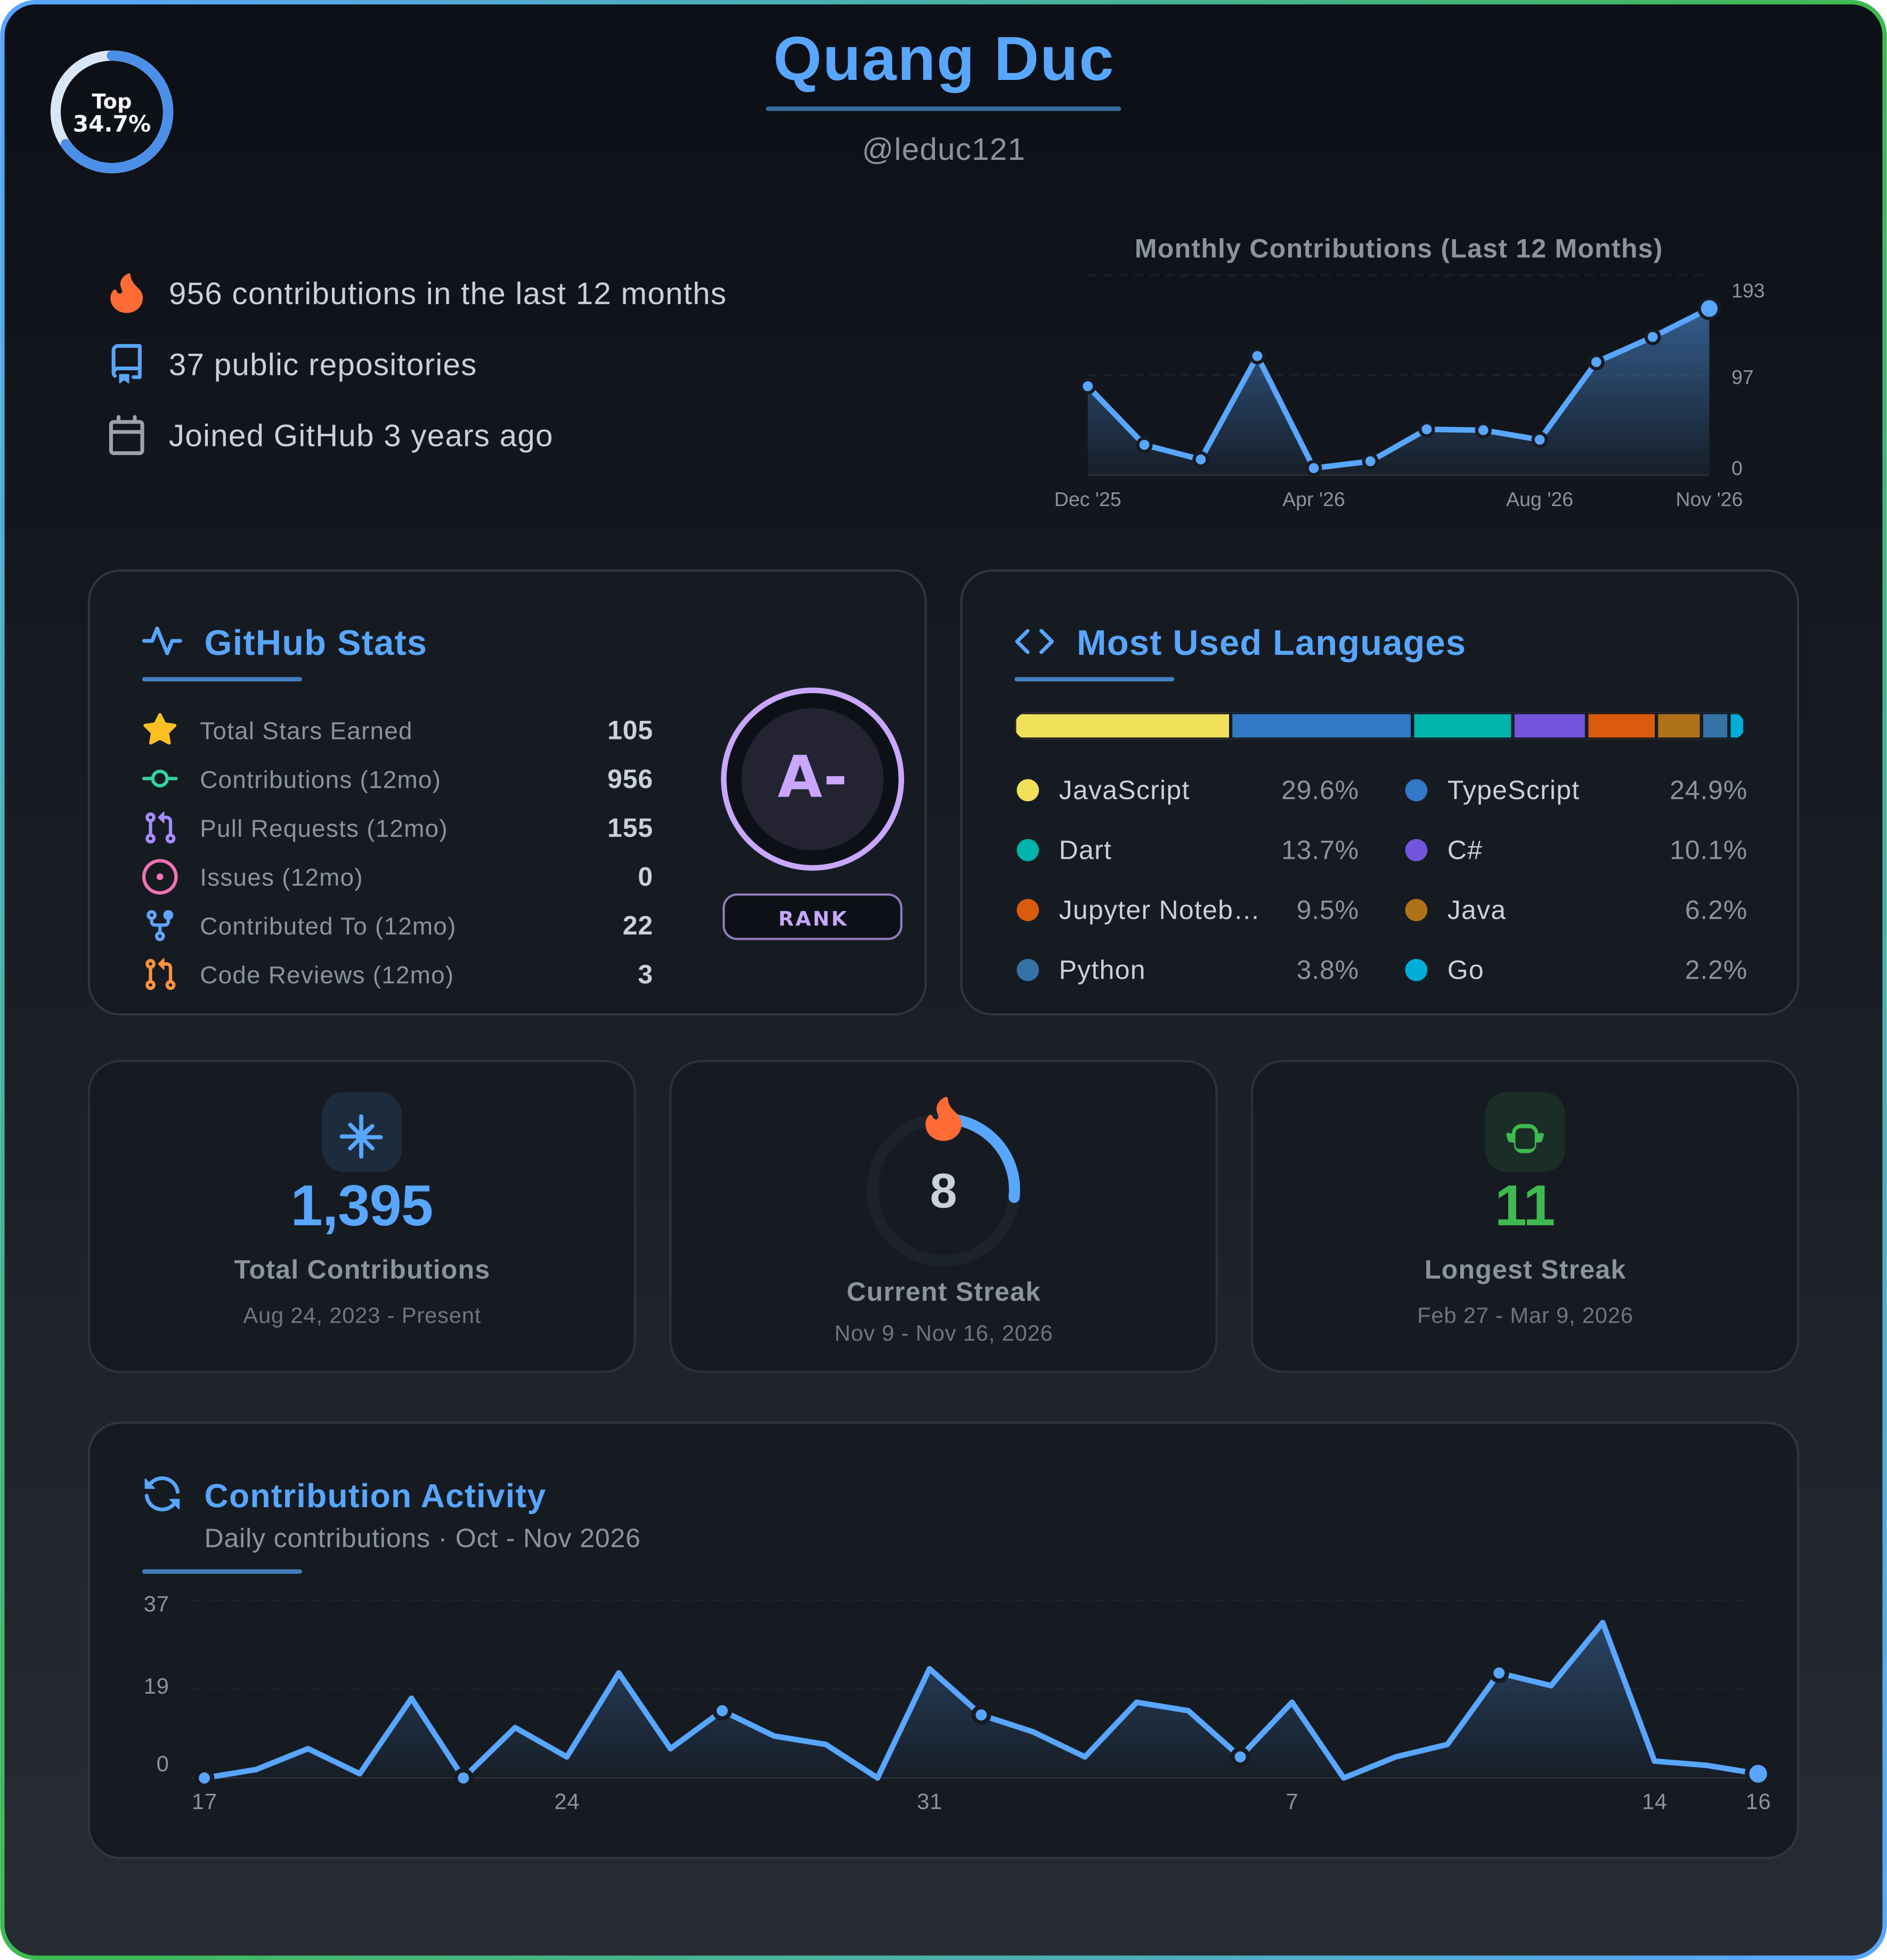 Top
34.7%
Quang Duc
@leduc121
956 contributions in the last 12 months
37 public repositories
Joined GitHub 3 years ago
Monthly Contributions (Last 12 Months)
193
97
0
Dec '25 Apr '26 Aug '26 Nov '26
GitHub Stats
Total Stars Earned 105
Contributions (12mo) 956
Pull Requests (12mo) 155
Issues (12mo) 0
Contributed To (12mo) 22
Code Reviews (12mo) 3
A-
RANK
Most Used Languages
JavaScript 29.6% TypeScript 24.9%
Dart 13.7% C# 10.1%
Jupyter Noteb... 9.5% Java 6.2%
Python 3.8% Go 2.2%
1,395
Total Contributions
Aug 24, 2023 - Present
8
Current Streak
Nov 9 - Nov 16, 2026
11
Longest Streak
Feb 27 - Mar 9, 2026
Contribution Activity
Daily contributions · Oct - Nov 2026
37
19
0
17 24 31 7 14 16